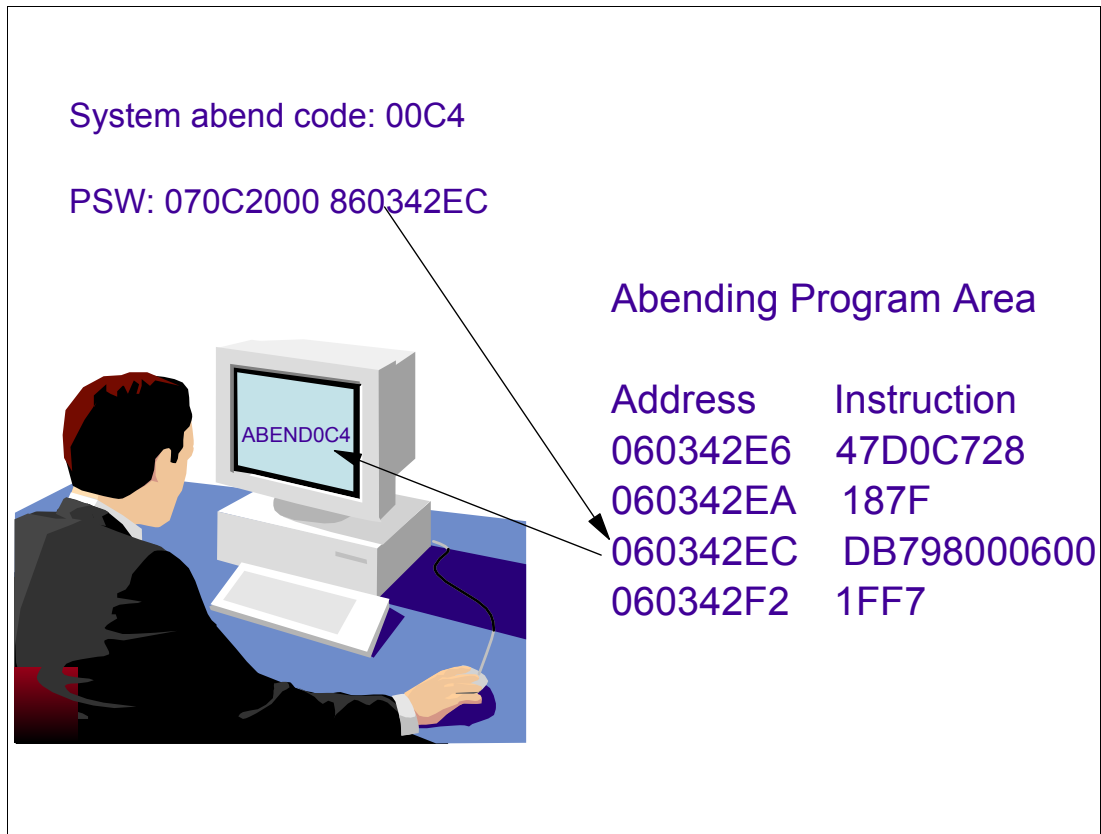 System abend code: 00C4
PSW: 070C2000 860342EC
Abending Program Area
Address Instruction
060342E6 47D0C728
060342EA 187F
060342EC DB798000600
060342F2 1FF7
ABEND0C4